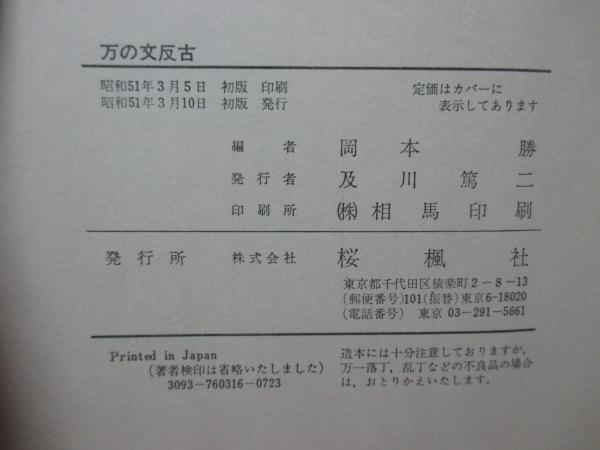 万の文反古
昭和51年3月5日 初版 印刷
昭和51年3月10日 初版 発行
定価はカバーに
表示してあります
編者 岡本勝
発行者 及川篤二
印刷所 ㈱相馬印刷
発行所 株式会社 桜楓社
東京都千代田区猿楽町2-8-13
(郵便番号)101(振替)東京6-18020
(電話番号) 東京 03-291-5661
Printed in Japan
(著者検印は省略いたしました)
3093-760316-0723
造本には十分注意しておりますが,
万一落丁,乱丁などの不良品の場合
は,おとりかえいたします.